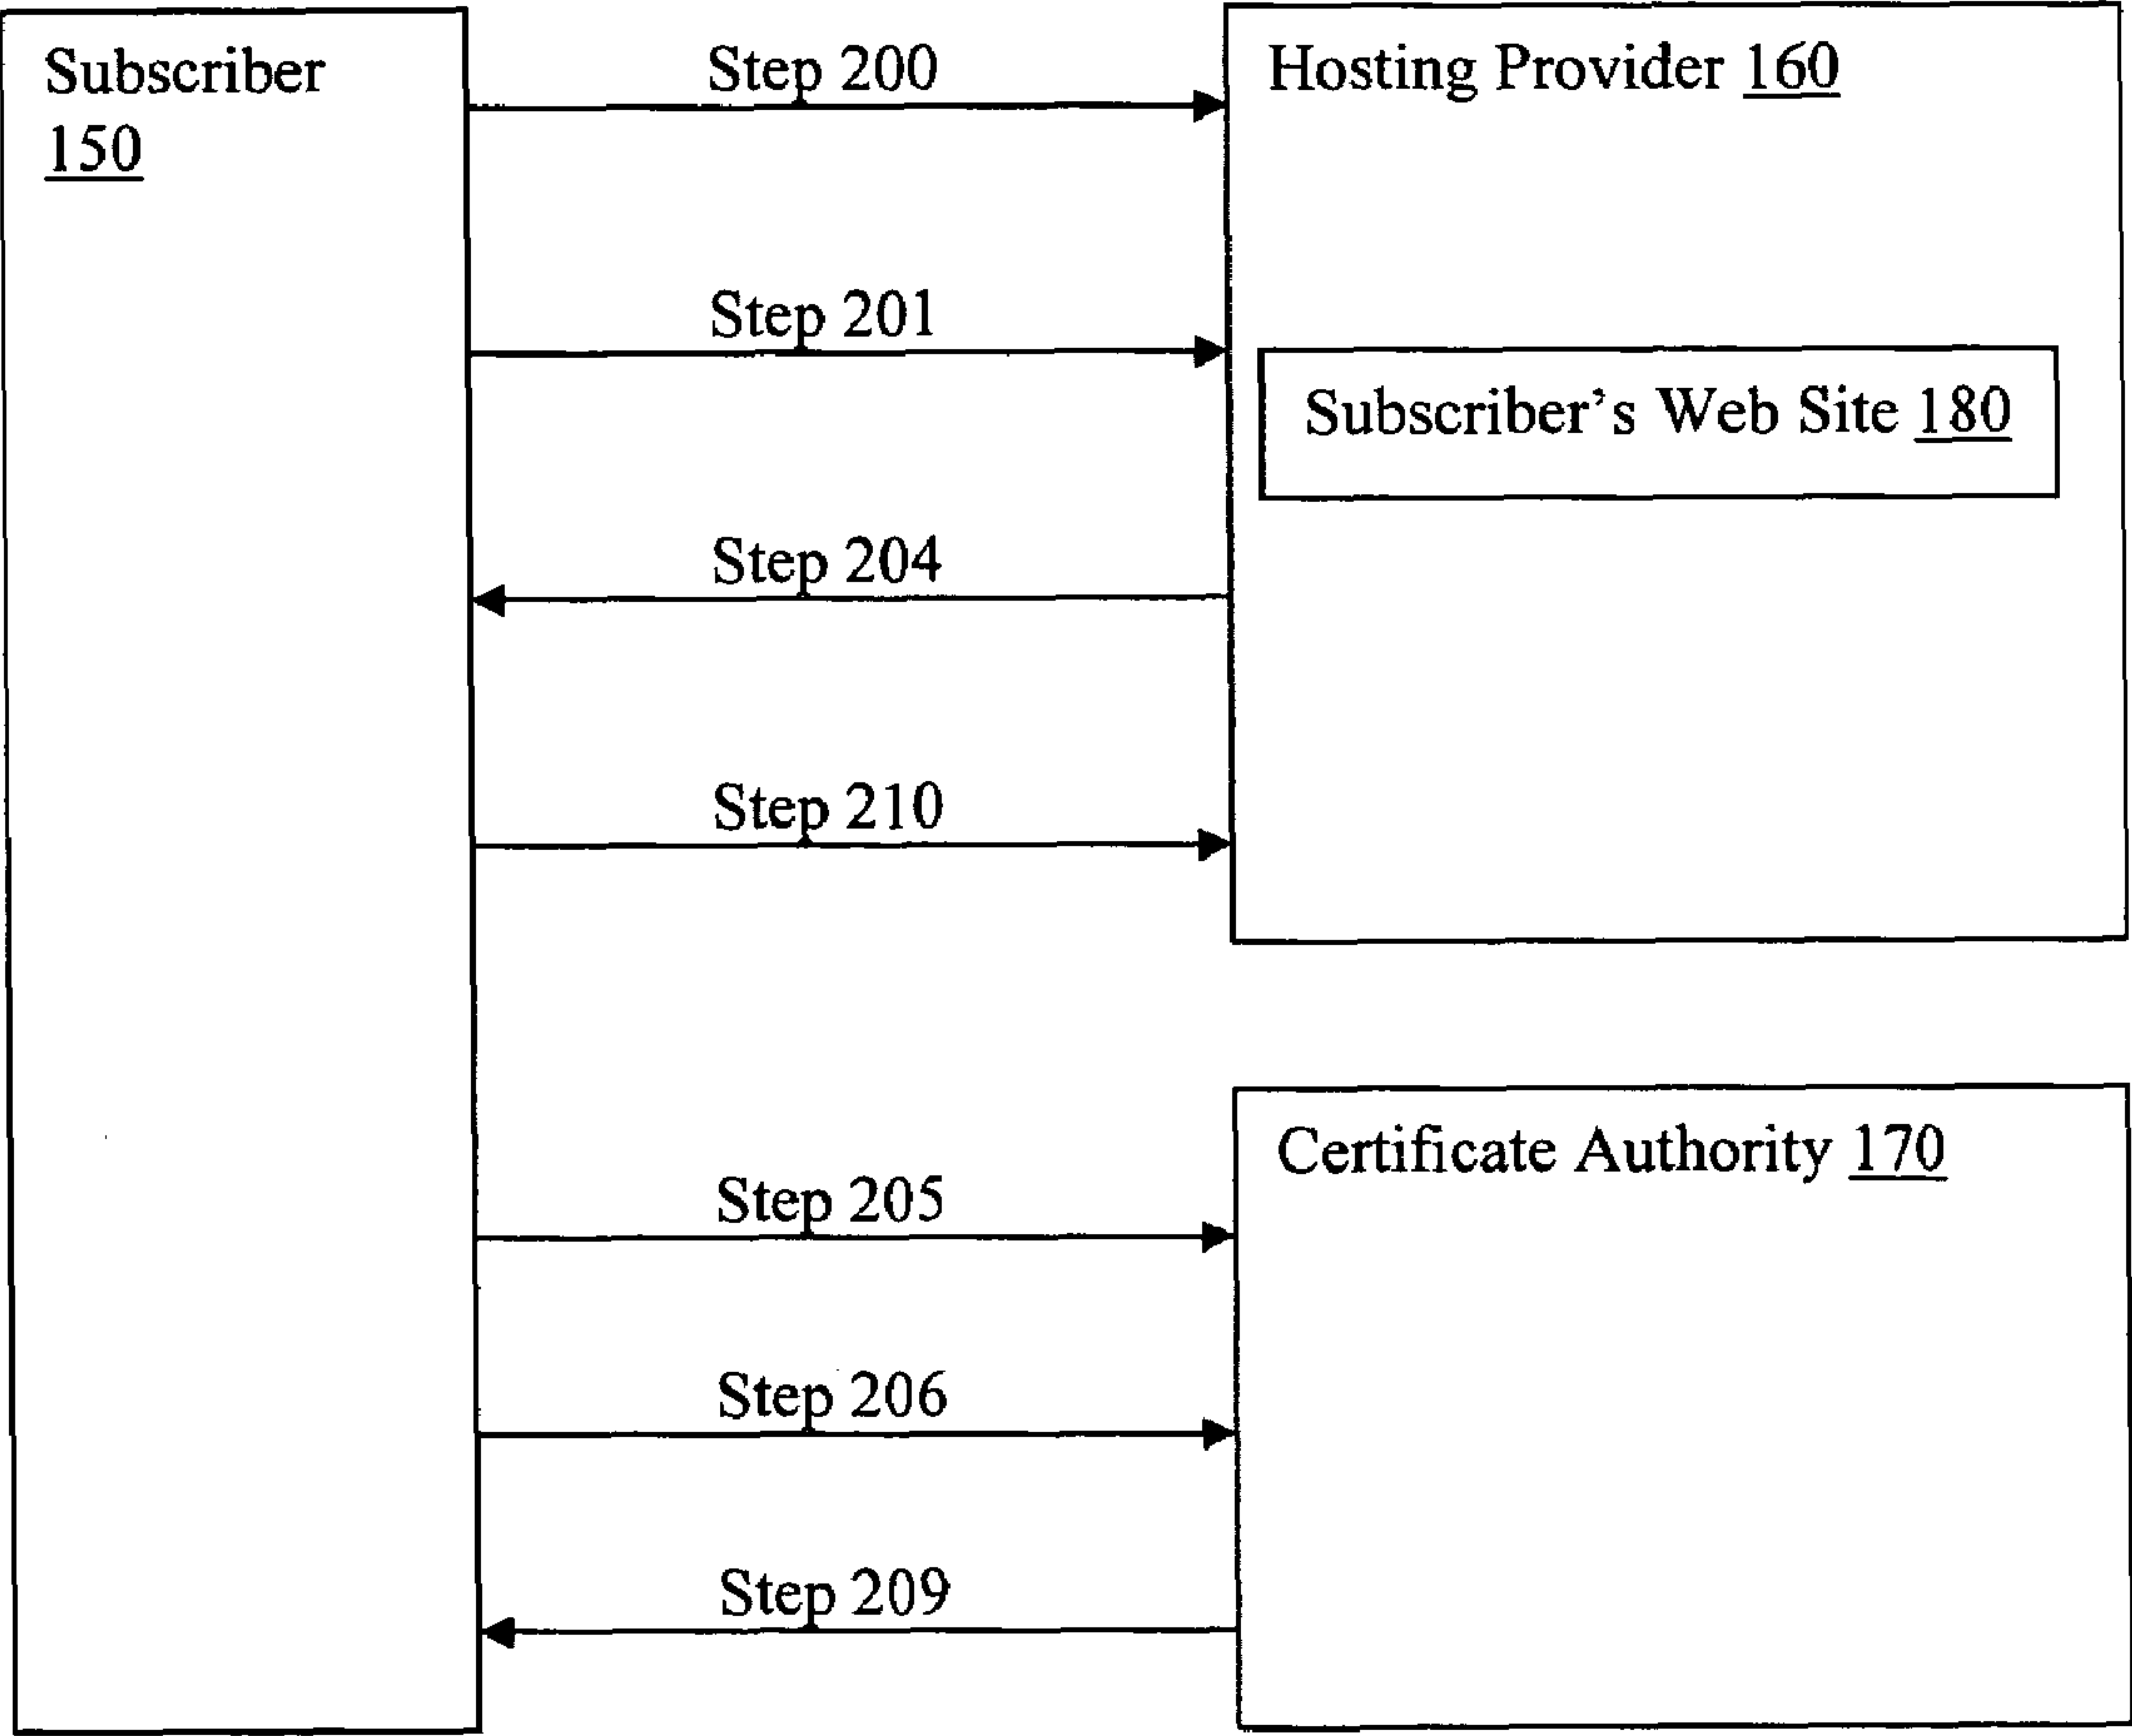 Subscriber
150
Step 200
Hosting Provider 160
Step 201
Subscriber's Web Site 180
Step 204
Step 210
Certificate Authority 170
Step 205
Step 206
Step 209